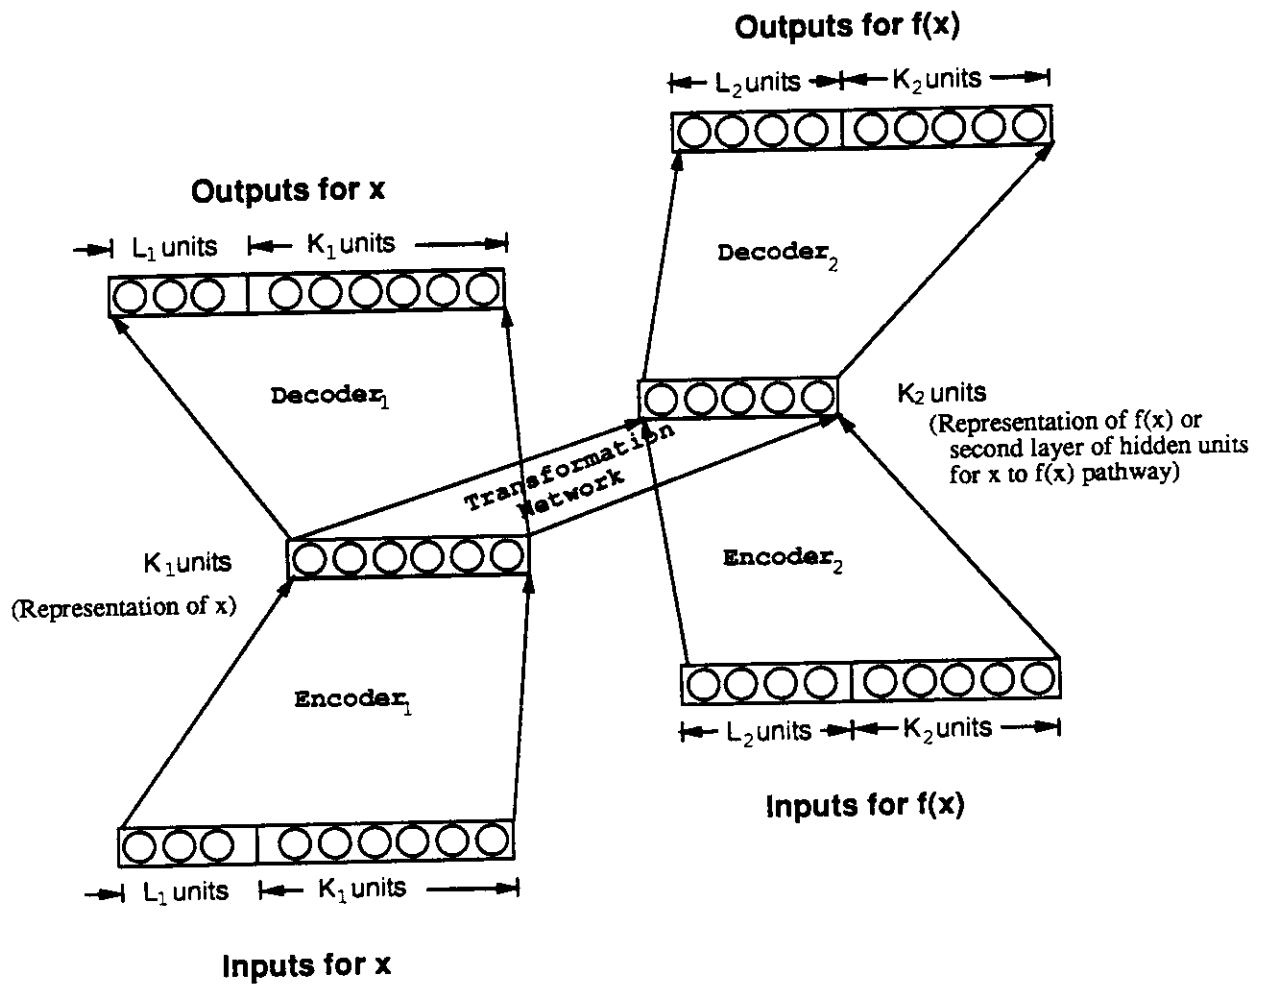 Outputs for f(x)
L2 units K2 units
Decoder2
Outputs for x
L1 units K1 units
Decoder1
K2 units
(Representation of f(x) or
second layer of hidden units
for x to f(x) pathway)
Transformation
Network
K1 units
(Representation of x)
Encoder1
Encoder2
L2 units K2 units
Inputs for f(x)
L1 units K1 units
Inputs for x